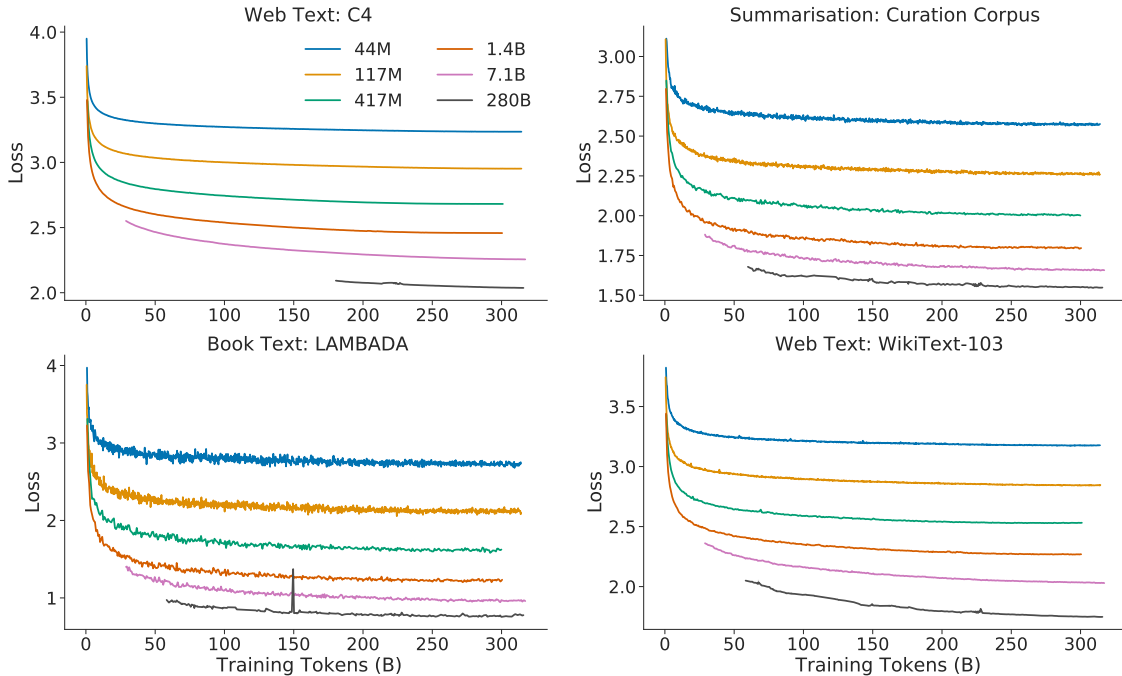 Web Text: C4
4.0
3.5
3.0
2.5
2.0
Loss
44M
117M
417M
1.4B
7.1B
280B
0 50 100 150 200 250 300
Summarisation: Curation Corpus
3.00
2.75
2.50
2.25
2.00
1.75
1.50
Loss
0 50 100 150 200 250 300
Book Text: LAMBADA
4
3
2
1
Loss
0 50 100 150 200 250 300
Training Tokens (B)
Web Text: WikiText-103
3.5
3.0
2.5
2.0
Loss
0 50 100 150 200 250 300
Training Tokens (B)